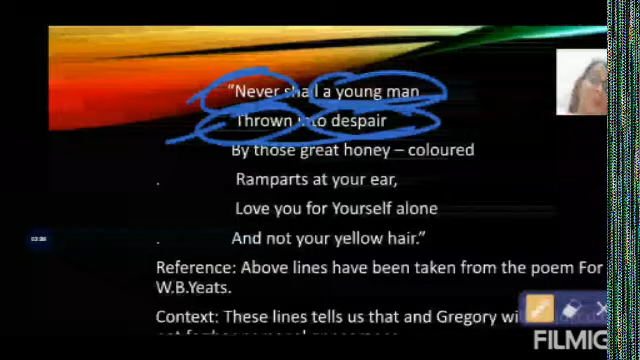 “Never shall a young man
Thrown into despair
By those great honey – coloured
. Ramparts at your ear,
Love you for Yourself alone
. And not your yellow hair.”
Reference: Above lines have been taken from the poem For
W.B.Yeats.
Context: These lines tells us that and Gregory
FILMIG